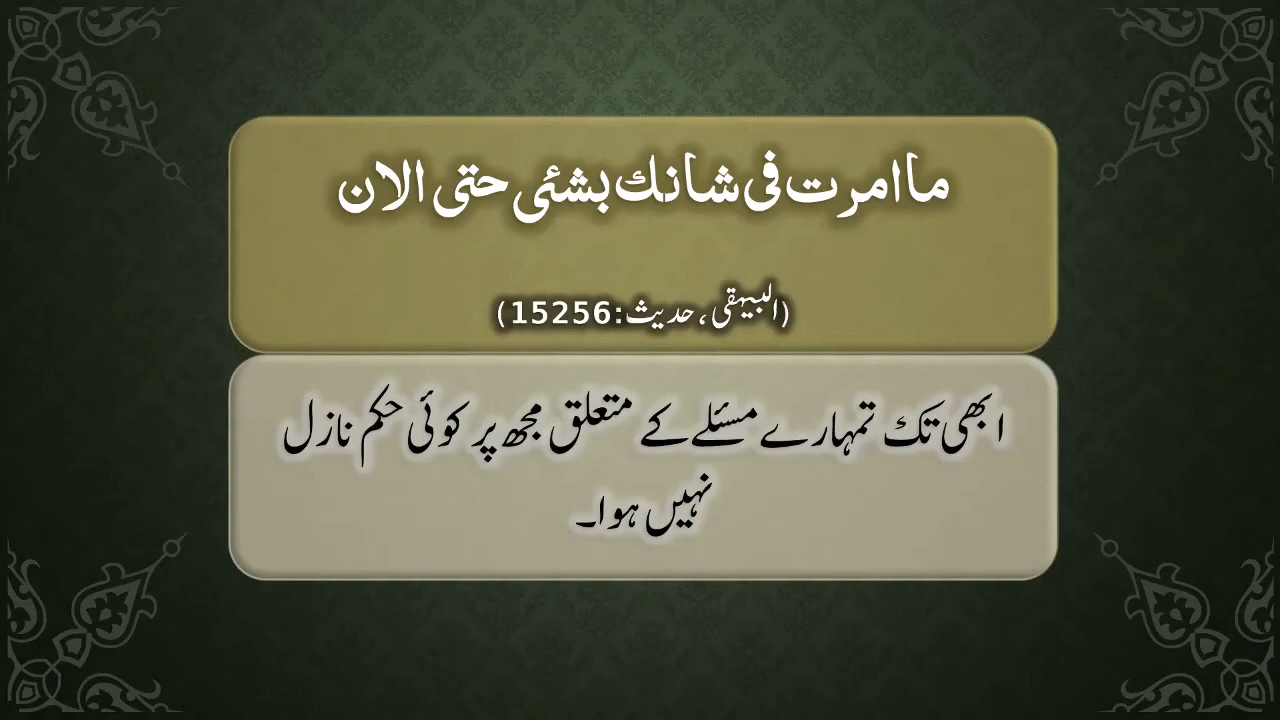 ما امرت فی شانك بشئی حتی الان
(البیہقی، حدیث:15256)
ابھی تک تمہارے مسئلے کے متعلق مجھ پر کوئی حکم نازل
نہیں ہوا۔